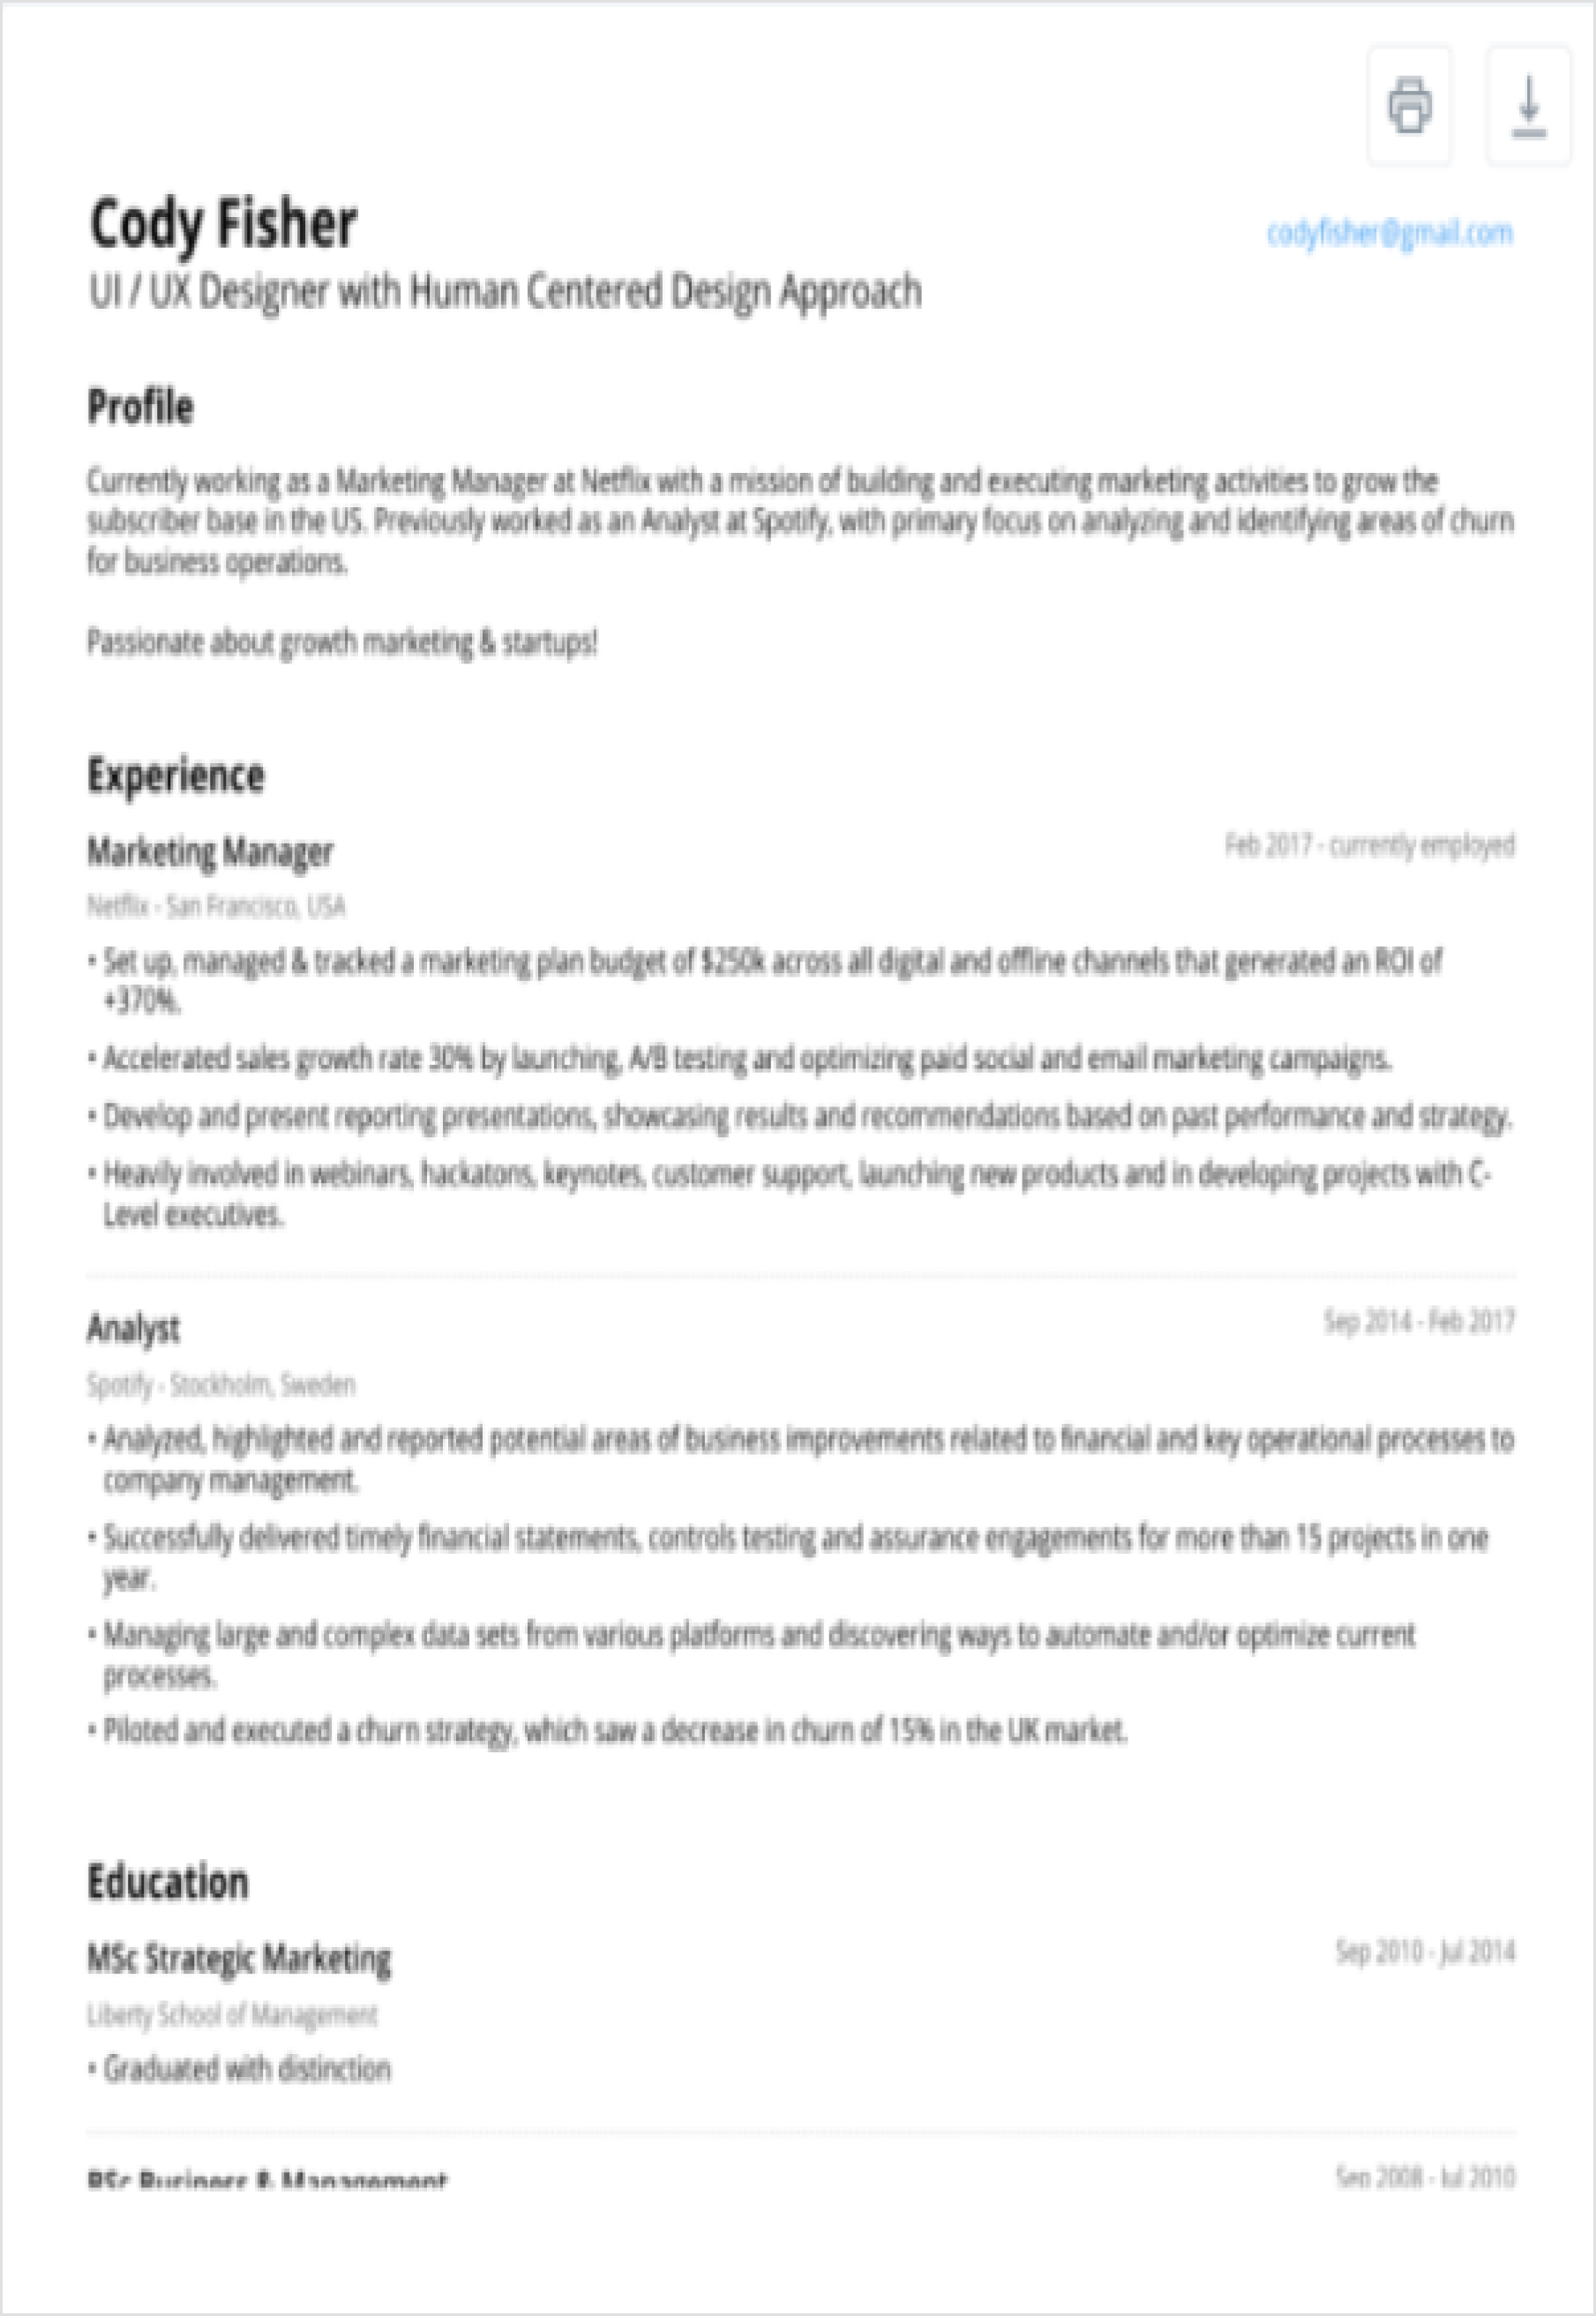 Cody Fisher
codyfisher@gmail.com
UI / UX Designer with Human Centered Design Approach
Profile
Currently working as a Marketing Manager at Netflix with a mission of building and executing marketing activities to grow the
subscriber base in the US. Previously worked as an Analyst at Spotify, with primary focus on analyzing and identifying areas of churn
for business operations.
Passionate about growth marketing & startups!
Experience
Marketing Manager
Feb 2017 - currently employed
Netflix - San Francisco, USA
• Set up, managed & tracked a marketing plan budget of $250k across all digital and offline channels that generated an ROI of
+370%.
• Accelerated sales growth rate 30% by launching, A/B testing and optimizing paid social and email marketing campaigns.
• Develop and present reporting presentations, showcasing results and recommendations based on past performance and strategy.
• Heavily involved in webinars, hackatons, keynotes, customer support, launching new products and in developing projects with C-
Level executives.
Analyst
Sep 2014 - Feb 2017
Spotify - Stockholm, Sweden
• Analyzed, highlighted and reported potential areas of business improvements related to financial and key operational processes to
company management.
• Successfully delivered timely financial statements, controls testing and assurance engagements for more than 15 projects in one
year.
• Managing large and complex data sets from various platforms and discovering ways to automate and/or optimize current
processes.
• Piloted and executed a churn strategy, which saw a decrease in churn of 15% in the UK market.
Education
MSc Strategic Marketing
Sep 2010 - Jul 2014
Liberty School of Management
• Graduated with distinction
BSc Business & Management
Sep 2008 - Jul 2010